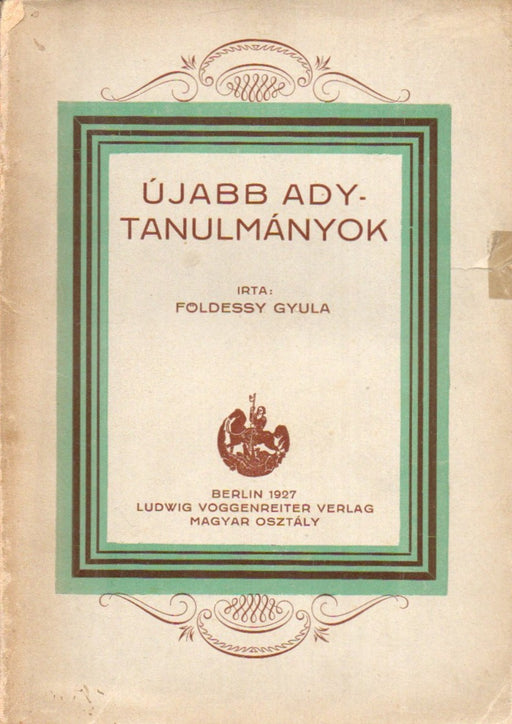 ÚJABB ADY-
TANULMÁNYOK
IRTA:
FÖLDESSY GYULA
BERLIN 1927
LUDWIG VOGGENREITER VERLAG
MAGYAR OSZTÁLY